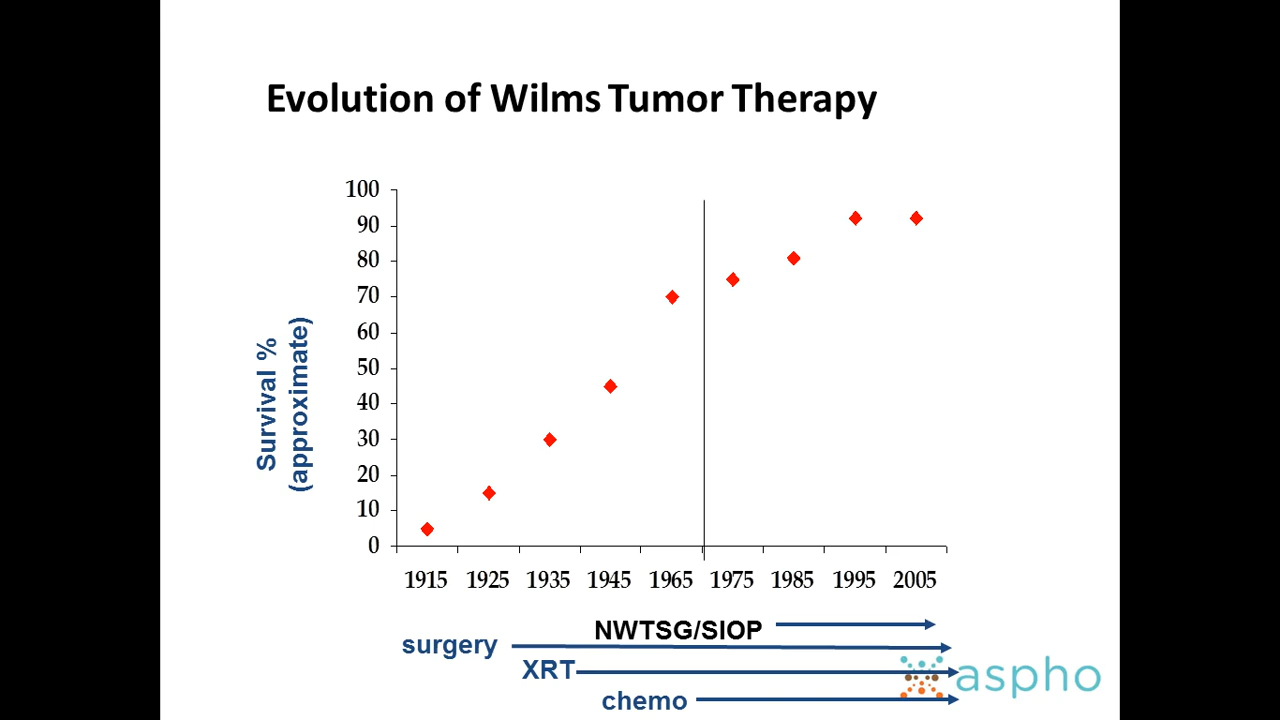 Evolution of Wilms Tumor Therapy
Survival %
(approximate)
100
90
80
70
60
50
40
30
20
10
0
1915 1925 1935 1945 1965 1975 1985 1995 2005
NWTSG/SIOP
surgery
XRT
chemo
aspho